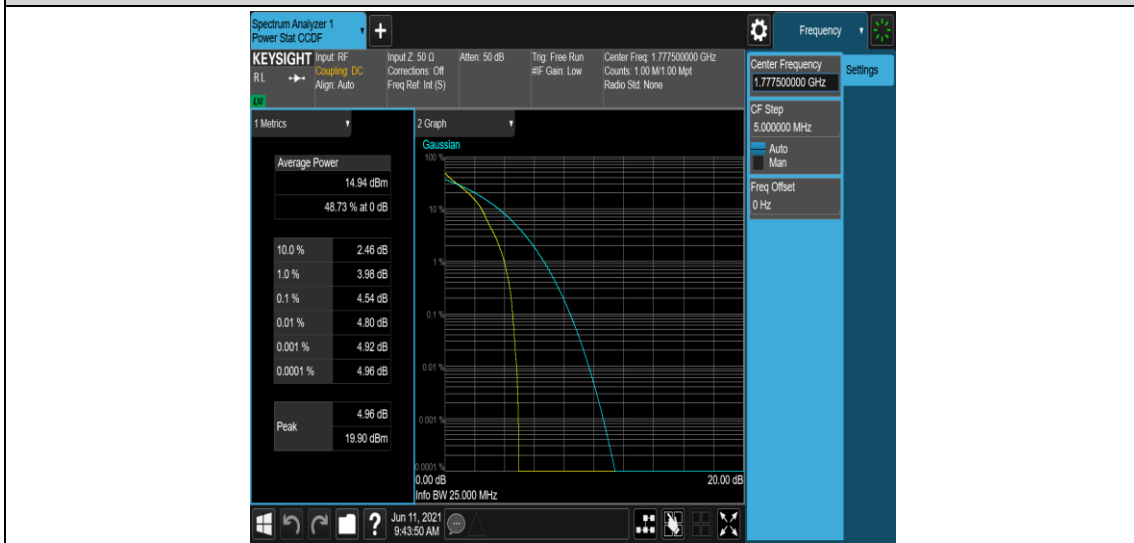 Spectrum Analyzer 1
Power Stat CCDF
+
Frequency
KEYSIGHT
RL
Input: RF
Coupling: DC
Align: Auto
Input Z: 50 Ω
Corrections: Off
Freq Ref: Int (S)
Atten: 50 dB
Trig: Free Run
#IF Gain: Low
Center Freq: 1.777500000 GHz
Counts: 1.00 M/1.00 Mpt
Radio Std: None
Center Frequency
1.777500000 GHz
Settings
CF Step
5.000000 MHz
Auto
Man
Freq Offset
0 Hz
1 Metrics
Average Power
14.94 dBm
48.73 % at 0 dB
10.0 % 2.46 dB
1.0 % 3.98 dB
0.1 % 4.54 dB
0.01 % 4.80 dB
0.001 % 4.92 dB
0.0001 % 4.96 dB
Peak
4.96 dB
19.90 dBm
2 Graph
Gaussian
100 %
10 %
1 %
0.1 %
0.01 %
0.001 %
0.0001 %
0.00 dB
20.00 dB
Info BW 25.000 MHz
?
Jun 11, 2021
9:43:50 AM